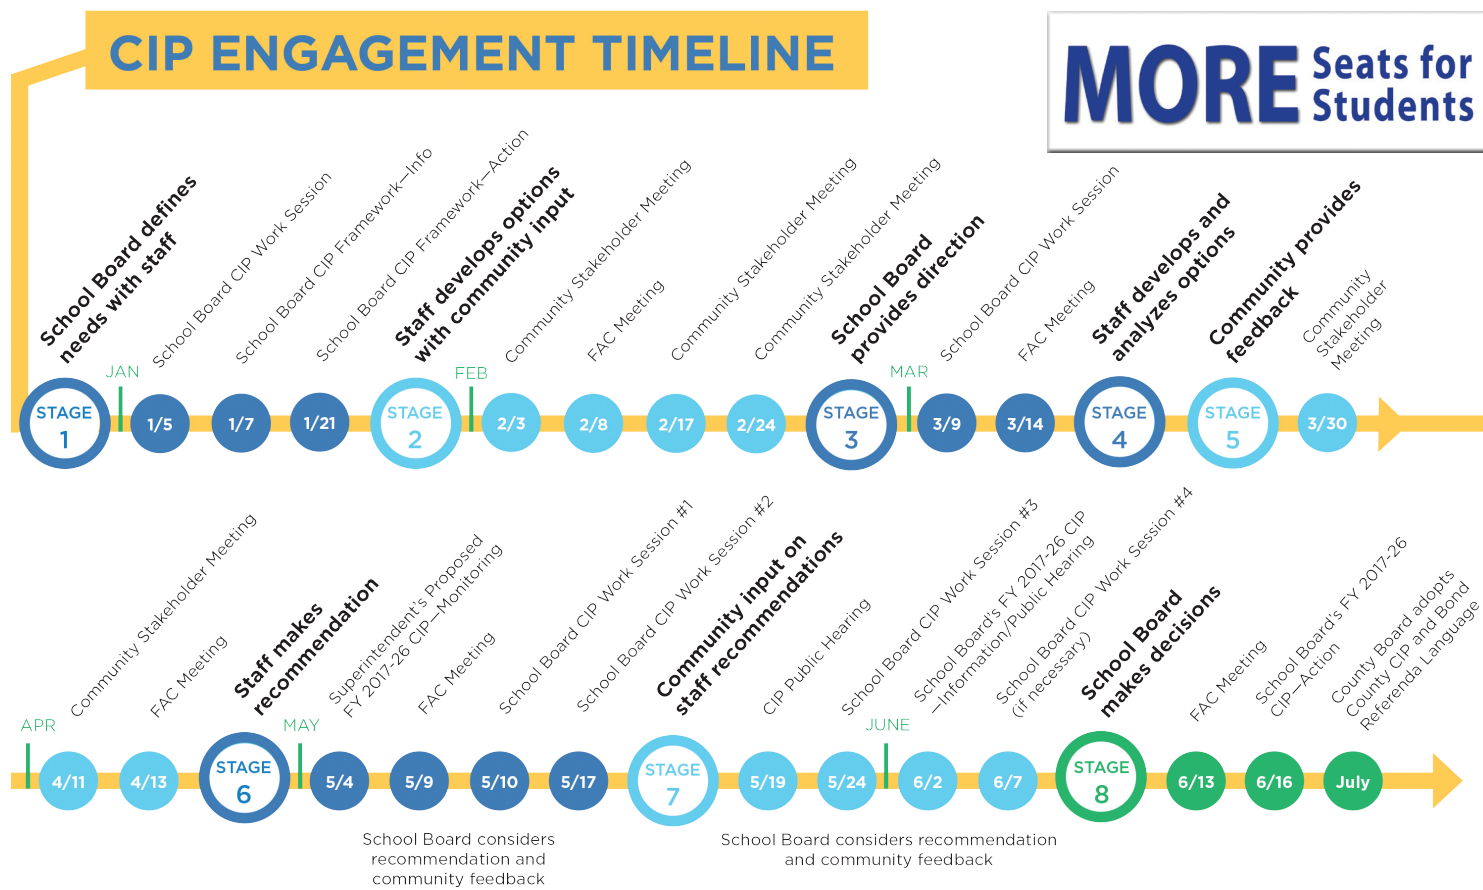 CIP ENGAGEMENT TIMELINE
MORE
Seats for
Students
School Board defines
needs with staff
School Board CIP Work Session
School Board CIP Framework—Info
School Board CIP Framework—Action
Staff develops options
with community input
Community Stakeholder Meeting
FAC Meeting
Community Stakeholder Meeting
Community Stakeholder Meeting
School Board
provides direction
School Board CIP Work Session
FAC Meeting
Staff develops and
analyzes options
Community provides
feedback
Community
Stakeholder
Meeting
JAN
FEB
MAR
STAGE
1
1/5
1/7
1/21
STAGE
2
2/3
2/8
2/17
2/24
STAGE
3
3/9
3/14
STAGE
4
STAGE
5
3/30
Community Stakeholder Meeting
FAC Meeting
Staff makes
recommendation
Superintendent's Proposed
FY 2017-26 CIP—Monitoring
FAC Meeting
School Board CIP Work Session #1
School Board CIP Work Session #2
Community input on
staff recommendations
CIP Public Hearing
School Board CIP Work Session #3
School Board's FY 2017-26 CIP
—Information/Public Hearing
School Board CIP Work Session #4
(if necessary)
School Board
makes decisions
FAC Meeting
School Board's FY 2017-26
CIP—Action
County Board adopts
County CIP and Bond
Referenda Language
APR
MAY
JUNE
4/11
4/13
STAGE
6
5/4
5/9
5/10
5/17
STAGE
7
5/19
5/24
6/2
6/7
STAGE
8
6/13
6/16
July
School Board considers
recommendation and
community feedback
School Board considers recommendation
and community feedback